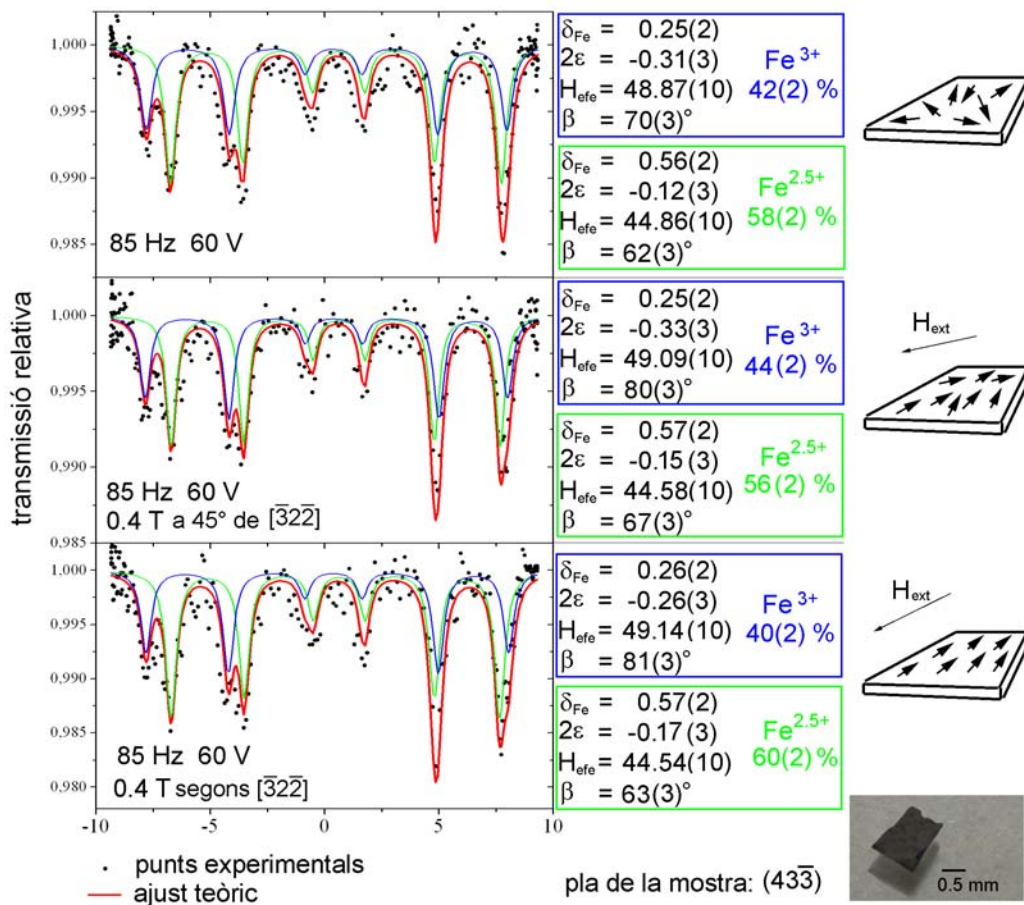 transmissió relativa
1,000
0,995
0,990
0,985
85 Hz 60 V
δFe = 0.25(2)
2ε = -0.31(3)
Hefe = 48.87(10)
β = 70(3)°
Fe3+
42(2) %
δFe = 0.56(2)
2ε = -0.12(3)
Hefe = 44.86(10)
β = 62(3)°
Fe2.5+
58(2) %
1,000
0,995
0,990
0,985
85 Hz 60 V
0.4 T a 45° de [3̅22̅]
δFe = 0.25(2)
2ε = -0.33(3)
Hefe = 49.09(10)
β = 80(3)°
Fe3+
44(2) %
δFe = 0.57(2)
2ε = -0.15(3)
Hefe = 44.58(10)
β = 67(3)°
Fe2.5+
56(2) %
Hext
1,000
0,995
0,990
0,985
0,980
85 Hz 60 V
0.4 T segons [3̅22̅]
δFe = 0.26(2)
2ε = -0.26(3)
Hefe = 49.14(10)
β = 81(3)°
Fe3+
40(2) %
δFe = 0.57(2)
2ε = -0.17(3)
Hefe = 44.54(10)
β = 63(3)°
Fe2.5+
60(2) %
Hext
-10 -5 0 5 10
punts experimentals
ajust teòric
pla de la mostra: (433̅)
0.5 mm